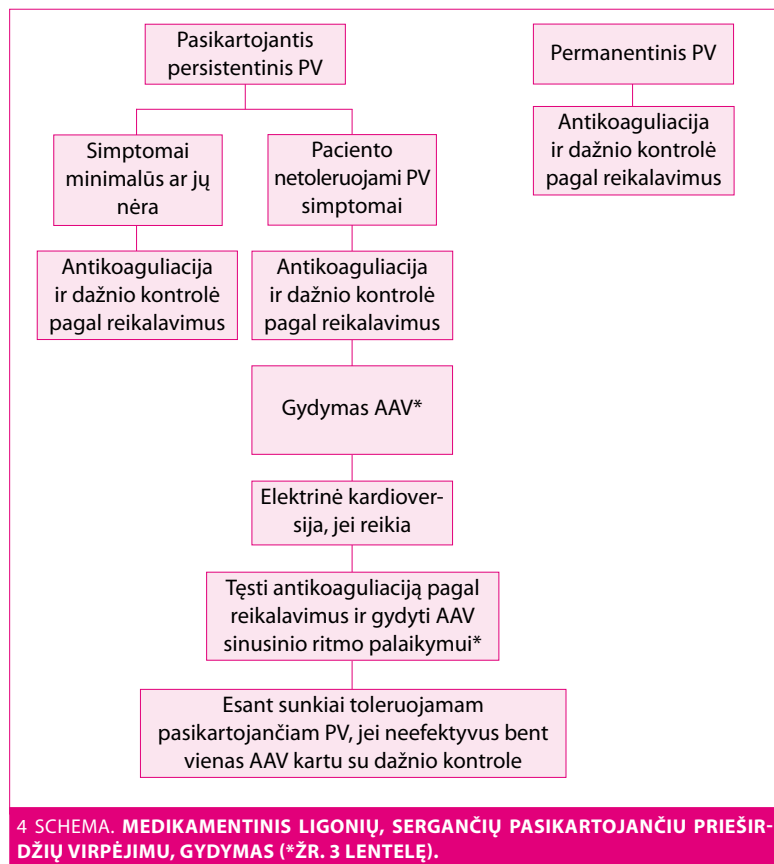 Pasikartojantis
persistentinis PV
Permanentinis PV
Simptomai
minimalūs ar jų
nėra
Paciento
netoleruojami PV
simptomai
Antikoaguliacija
ir dažnio kontrolė
pagal reikalavimus
Antikoaguliacija
ir dažnio kontrolė
pagal reikalavimus
Antikoaguliacija
ir dažnio kontrolė
pagal reikalavimus
Gydymas AAV*
Elektrinė kardiover-
sija, jei reikia
Tęsti antikoaguliaciją pagal
reikalavimus ir gydyti AAV
sinusinio ritmo palaikymui*
Esant sunkiai toleruojamam
pasikartojančiam PV, jei neefektyvus bent
vienas AAV kartu su dažnio kontrole
4 SCHEMA. MEDIKAMENTINIS LIGONIŲ, SERGANČIŲ PASIKARTOJANČIU PRIEŠIR-
DŽIŲ VIRPĖJIMU, GYDYMAS (*ŽR. 3 LENTELĘ).